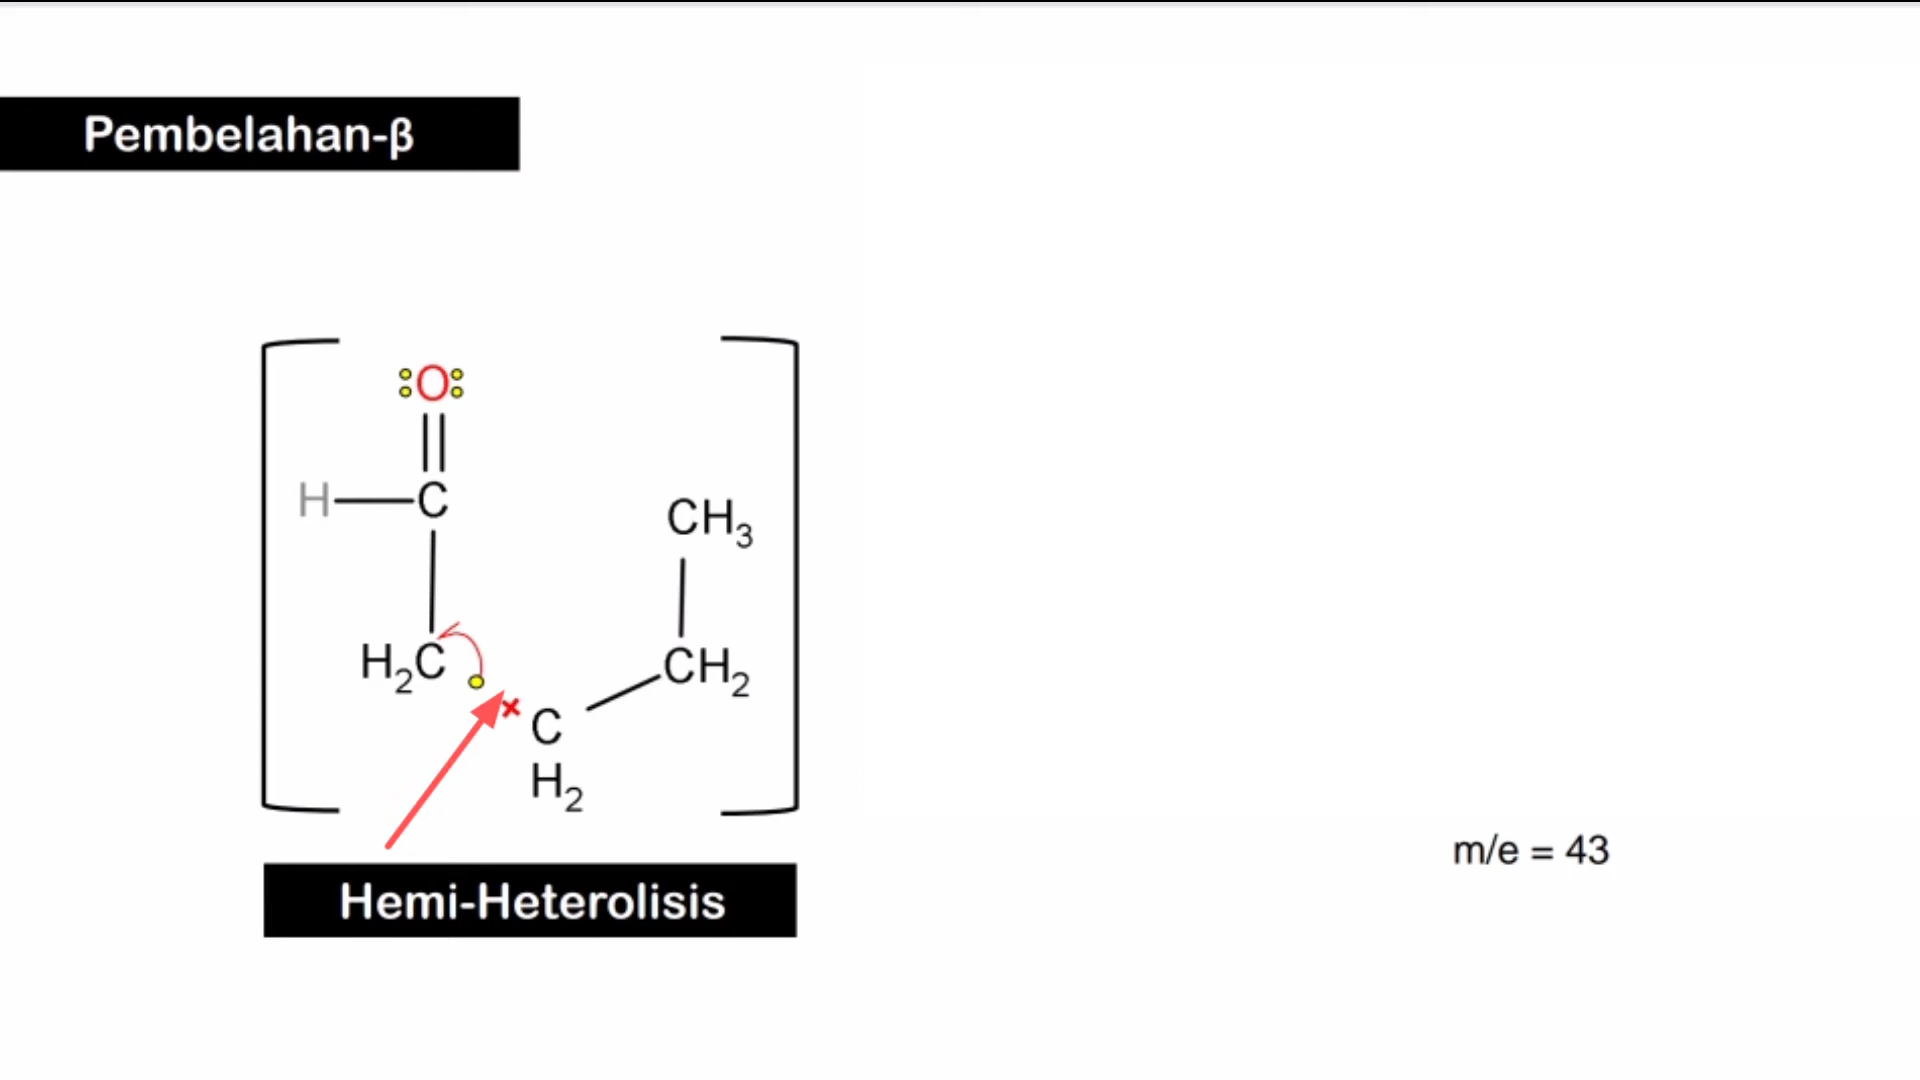 Pembelahan-β
:O:
H C
CH₃
H₂C
CH₂
C
H₂
m/e = 43
Hemi-Heterolisis